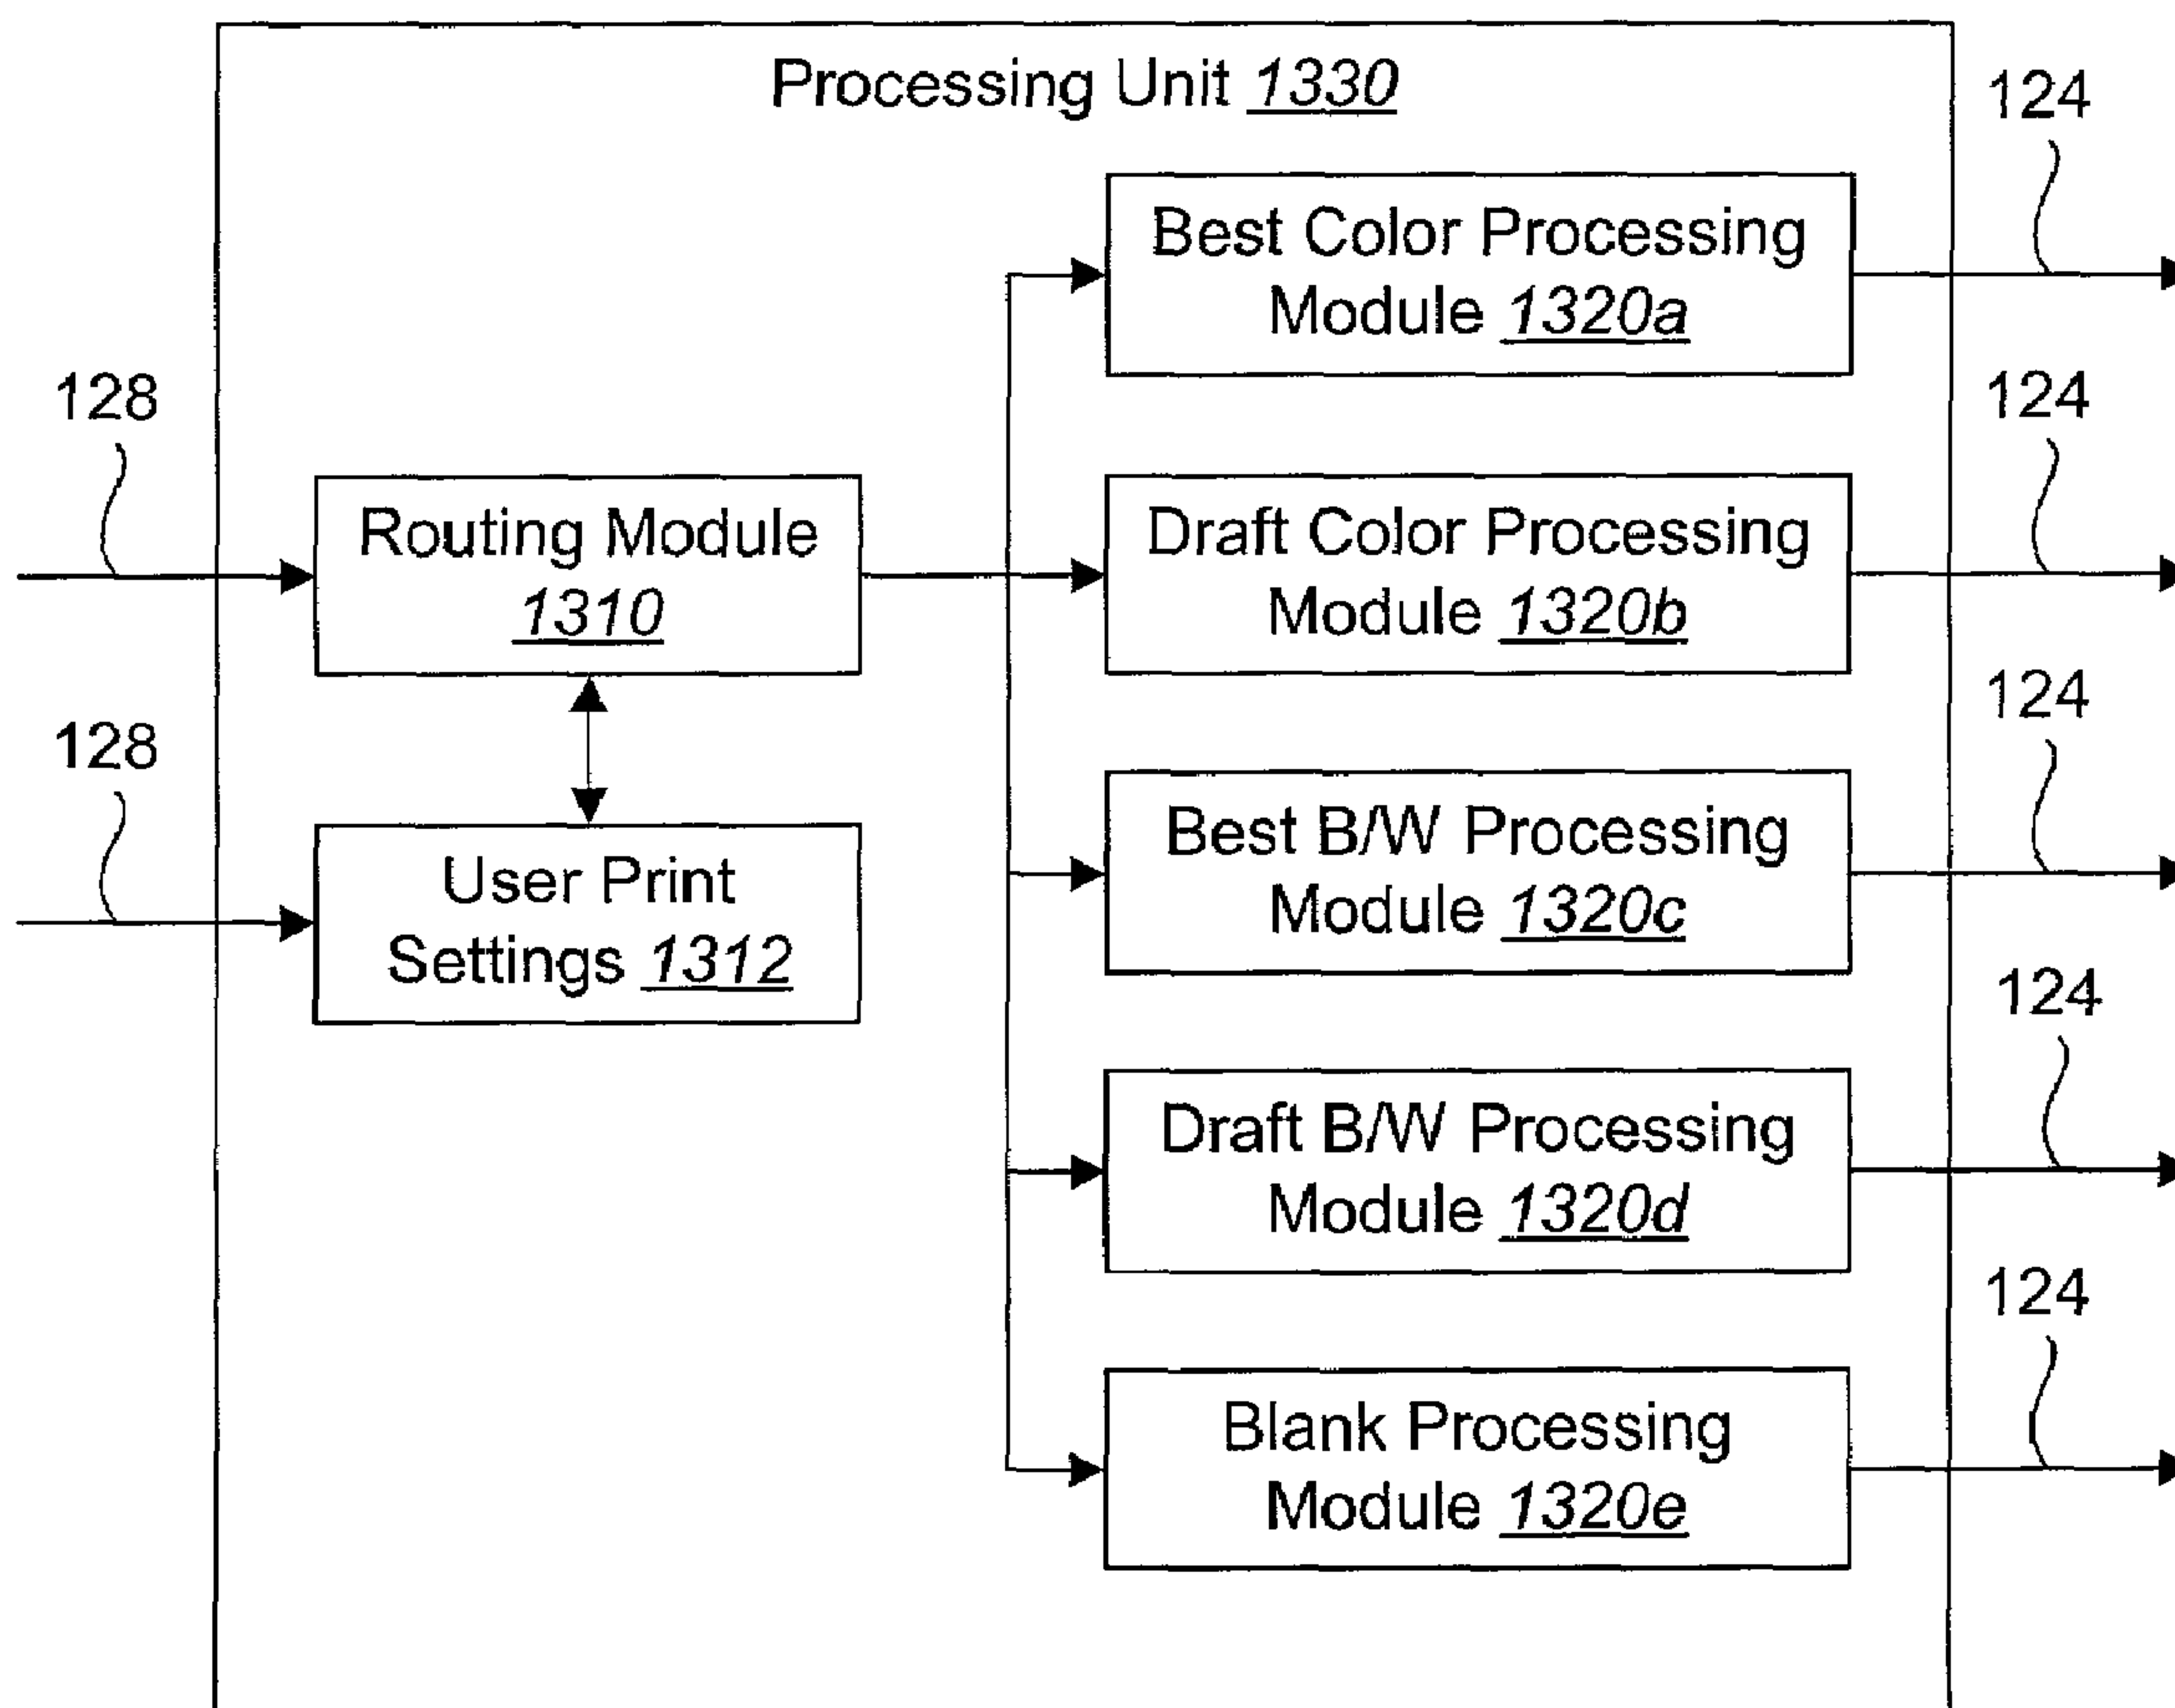 Processing Unit 1330
124
Best Color Processing
Module 1320a
128
124
Routing Module
1310
Draft Color Processing
Module 1320b
128
124
User Print
Settings 1312
Best B/W Processing
Module 1320c
124
Draft B/W Processing
Module 1320d
124
Blank Processing
Module 1320e